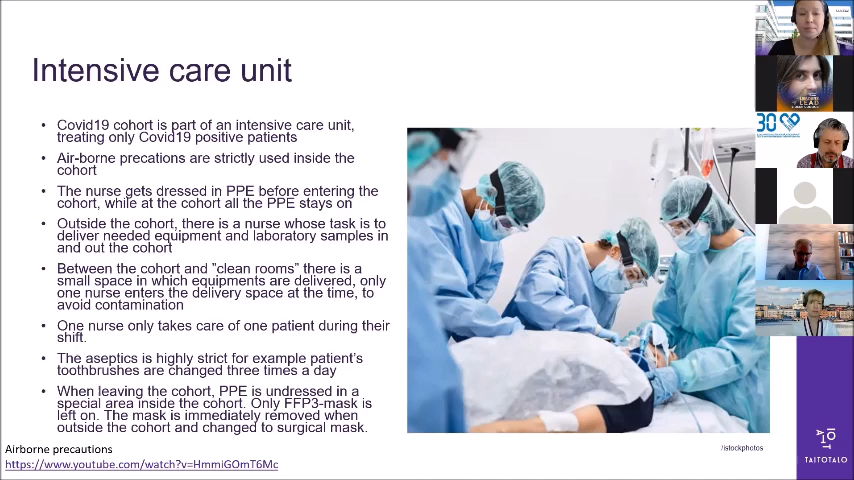 Intensive care unit
• Covid19 cohort is part of an intensive care unit,
treating only Covid19 positive patients
• Air-borne precations are strictly used inside the
cohort
• The nurse gets dressed in PPE before entering the
cohort, while at the cohort all the PPE stays on
• Outside the cohort, there is a nurse whose task is to
deliver needed equipment and laboratory samples in
and out the cohort
• Between the cohort and "clean rooms" there is a
small space in which equipments are delivered, only
one nurse enters the delivery space at the time, to
avoid contamination
• One nurse only takes care of one patient during their
shift.
• The aseptics is highly strict for example patient's
toothbrushes are changed three times a day
• When leaving the cohort, PPE is undressed in a
special area inside the cohort. Only FFP3-mask is
left on. The mask is immediately removed when
outside the cohort and changed to surgical mask.
Airborne precautions
https://www.youtube.com/watch?v=HmmiGOmT6Mc
/istockphotos
LEAD
30
TAITOTALO